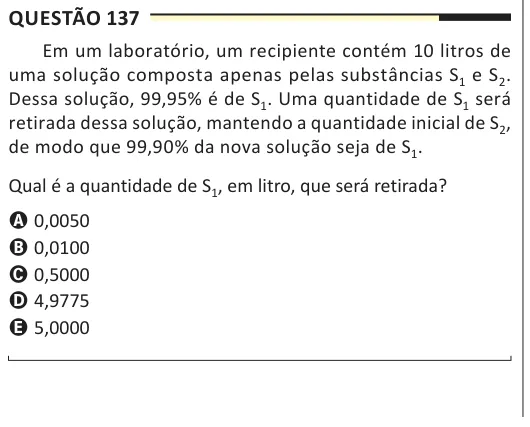 QUESTÃO 137
Em um laboratório, um recipiente contém 10 litros de
uma solução composta apenas pelas substâncias S₁ e S₂.
Dessa solução, 99,95% é de S₁. Uma quantidade de S₁ será
retirada dessa solução, mantendo a quantidade inicial de S₂,
de modo que 99,90% da nova solução seja de S₁.
Qual é a quantidade de S₁, em litro, que será retirada?
A 0,0050
B 0,0100
C 0,5000
D 4,9775
E 5,0000